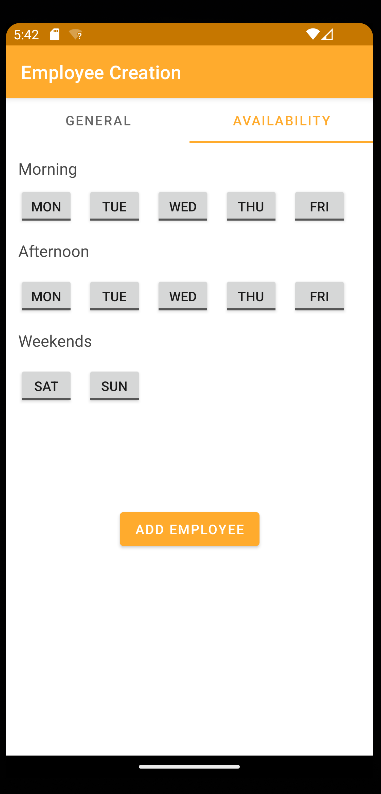 5:42
Employee Creation
GENERAL AVAILABILITY
Morning
MON TUE WED THU FRI
Afternoon
MON TUE WED THU FRI
Weekends
SAT SUN
ADD EMPLOYEE